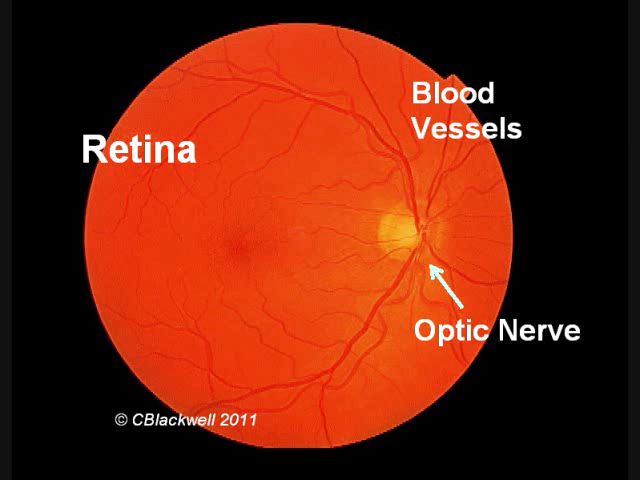 Blood
Vessels
Retina
Optic Nerve
© CBlackwell 2011